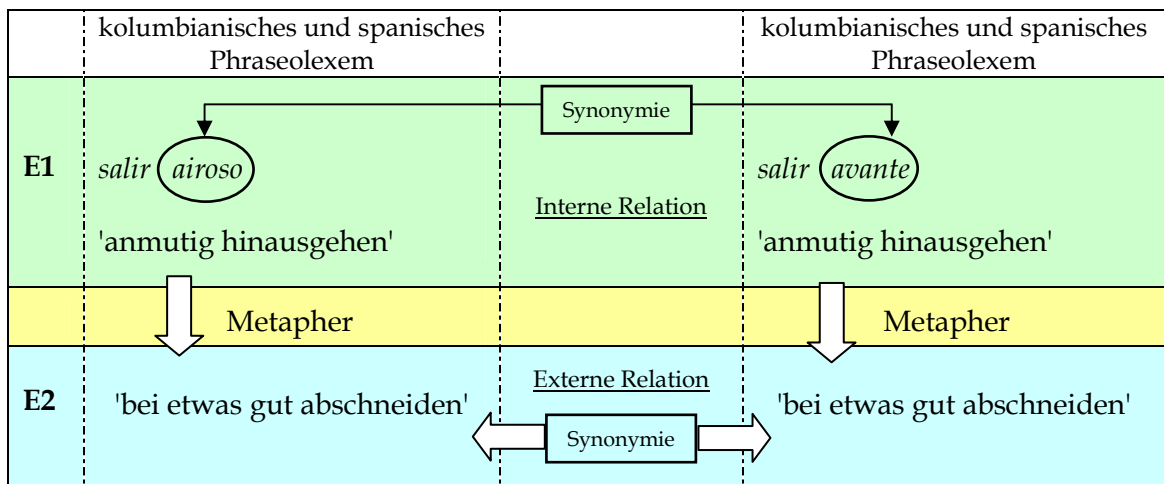 kolumbianisches und spanisches
Phraseolexem
kolumbianisches und spanisches
Phraseolexem
Synonymie
E1
salir airoso
salir avante
Interne Relation
'anmutig hinausgehen'
'anmutig hinausgehen'
Metapher
Metapher
E2
Externe Relation
'bei etwas gut abschneiden'
'bei etwas gut abschneiden'
Synonymie